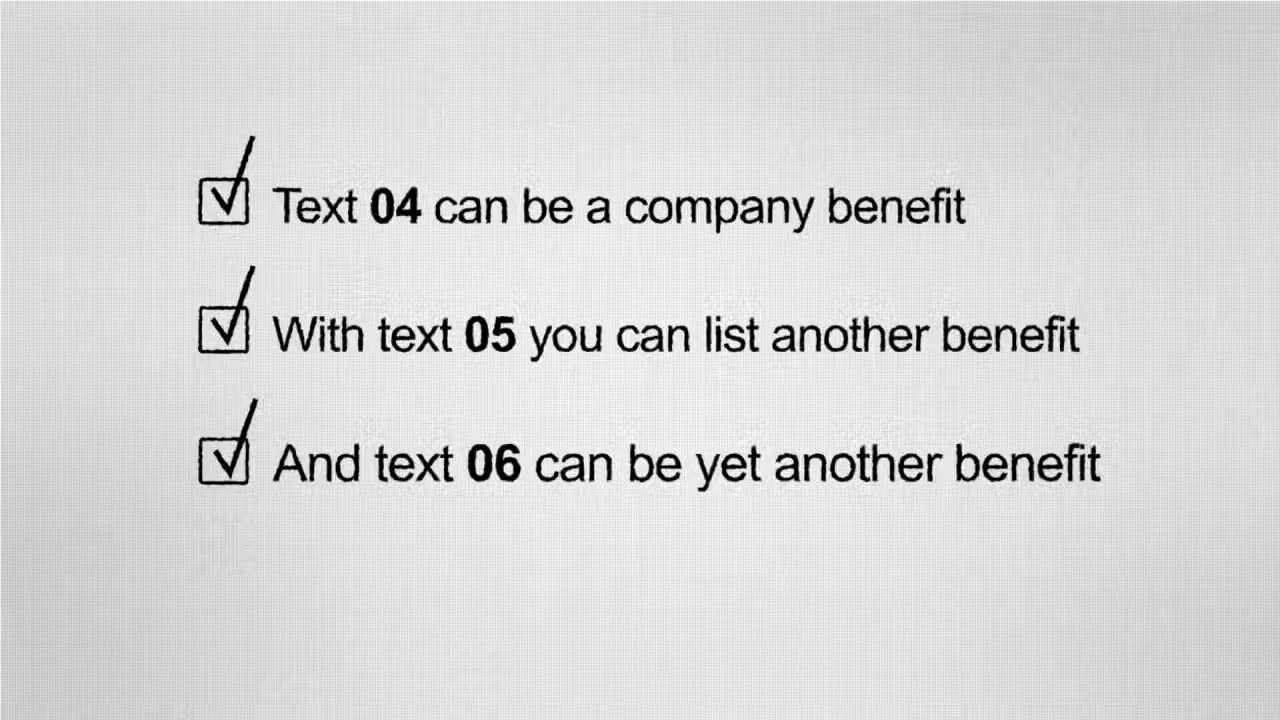 Text 04 can be a company benefit
With text 05 you can list another benefit
And text 06 can be yet another benefit